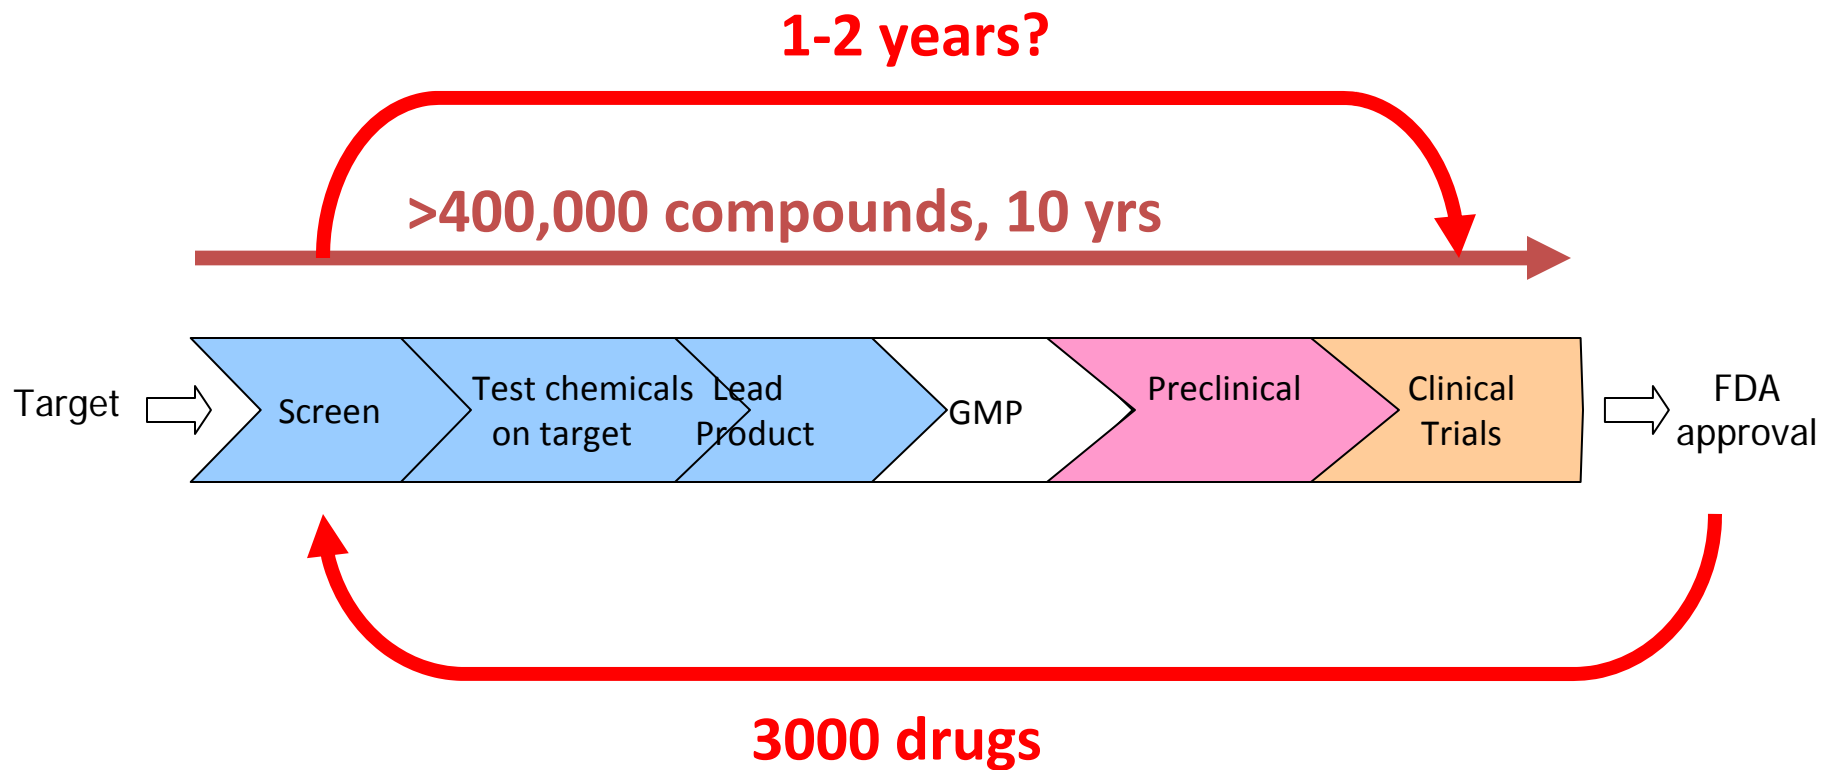 1-2 years?
>400,000 compounds, 10 yrs
Target
Screen
Test chemicals
on target
Lead
Product
GMP
Preclinical
Clinical
Trials
FDA
approval
3000 drugs